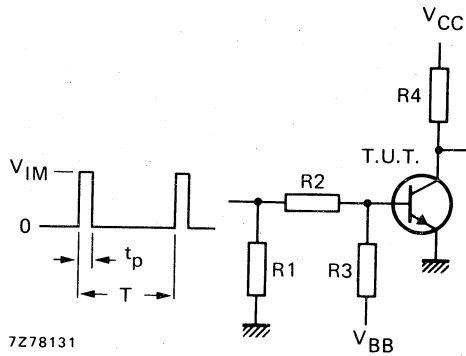 V_CC
R4
T.U.T.
V_IM
R2
0
t_p
R1
R3
T
7Z78131
V_BB